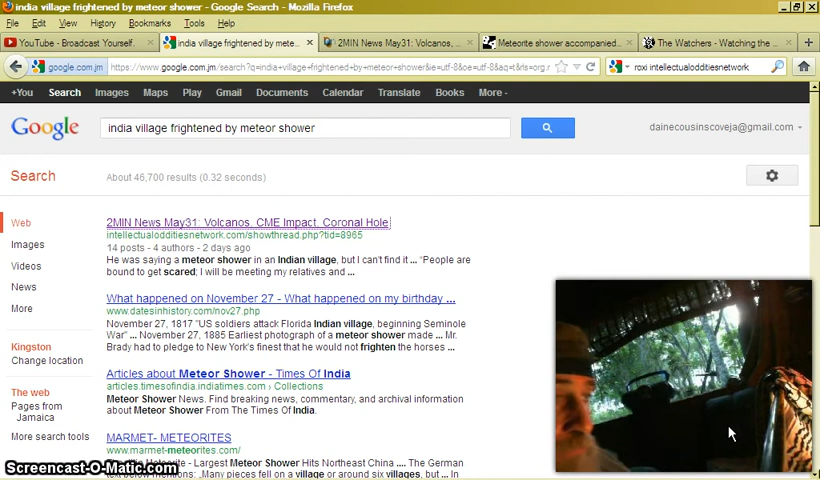 india village frightened by meteor shower - Google Search - Mozilla Firefox
File Edit View History Bookmarks Tools Help
YouTube - Broadcast Yourself. india village frightened by mete... 2MIN News May31: Volcanos, ... Meteorite shower accompanied... The Watchers - Watching the ...
google.com.jm https://www.google.com.jm/search?q=india+village+frightened+by+meteor+shower&ie=utf-8&oe=utf-8&aq=t&rls=org.r roxi intellectualodditiesnetwork
+You Search Images Maps Play Gmail Documents Calendar Translate Books More
Google india village frightened by meteor shower dainecousinscoveja@gmail.com
Search About 46,700 results (0.32 seconds)
Web
Images
Videos
News
More
Kingston
Change location
The web
Pages from
Jamaica
More search tools
2MIN News May31: Volcanos, CME Impact, Coronal Hole
intellectualodditiesnetwork.com/showthread.php?tid=8965
14 posts - 4 authors - 2 days ago
He was saying a meteor shower in an Indian village, but I can't find it ... "People are
bound to get scared; I will be meeting my relatives and ...
What happened on November 27 - What happened on my birthday ...
www.datesinhistory.com/nov27.php
November 27, 1817 "US soldiers attack Florida Indian village, beginning Seminole
War" ... November 27, 1885 Earliest photograph of a meteor shower made ... Mr.
Brady had to pledge to New York's finest that he would not frighten the horses ...
Articles about Meteor Shower - Times Of India
articles.timesofindia.indiatimes.com › Collections
Meteor Shower News. Find breaking news, commentary, and archival information
about Meteor Shower From The Times Of India.
MARMET- METEORITES
www.marmet-meteorites.com/
Meteorite - Largest Meteor Shower Hits Northeast China .... The German
text below mentions: „Many pieces fell on a village or around six villages, but ... In
Screencast-O-Matic.com